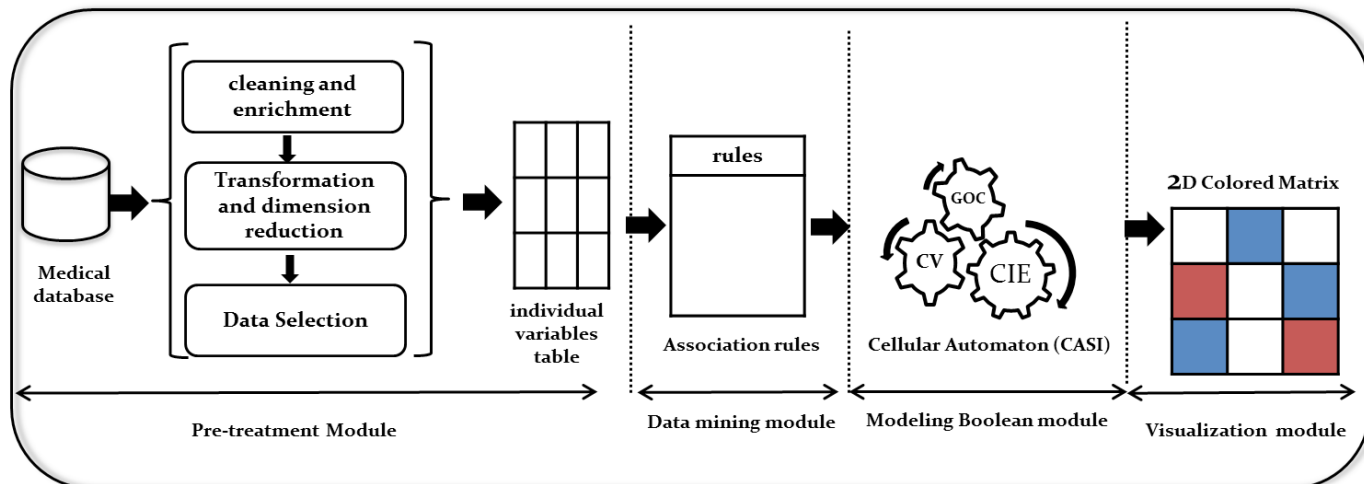 cleaning and
enrichment
Transformation
and dimension
reduction
Data Selection
Medical
database
individual
variables
table
Pre-treatment Module
rules
Association rules
Data mining module
GOC
CV
CIE
Cellular Automaton (CASI)
Modeling Boolean module
2D Colored Matrix
Visualization module